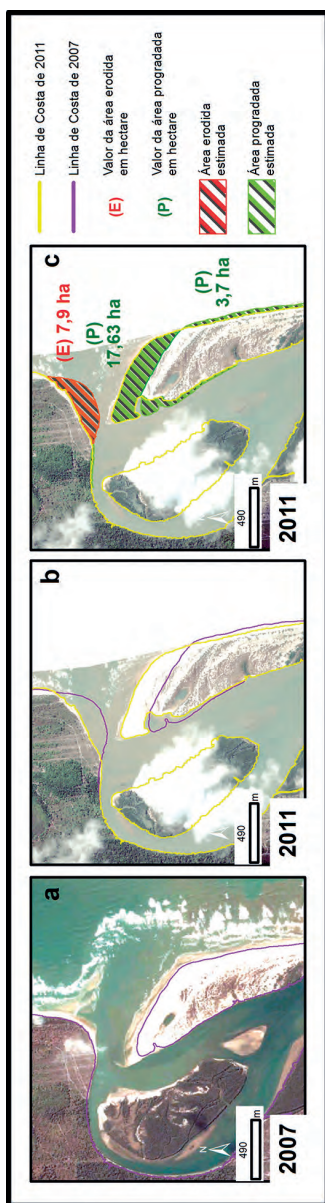 a
N
490
m
2007
b
490
m
2011
c
(E) 7,9 ha
(P)
17,63 ha
(P)
3,7 ha
490
m
2011
Linha de Costa de 2011
Linha de Costa de 2007
(E) Valor da área erodida
em hectare
(P) Valor da área progradada
em hectare
Área erodida
estimada
Área progradada
estimada